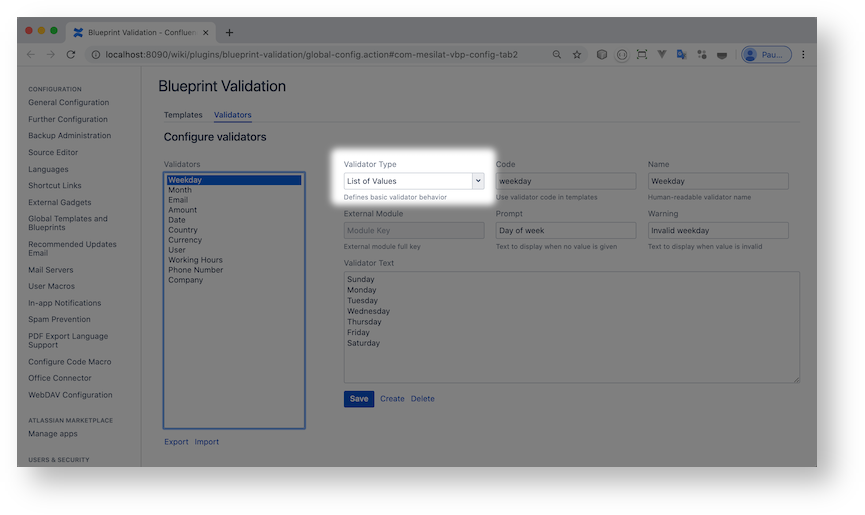 Blueprint Validation - Confluen
localhost:8090/wiki/plugins/blueprint-validation/global-config.action#com-mesilat-vbp-config-tab2
Pau...
CONFIGURATION
General Configuration
Further Configuration
Backup Administration
Source Editor
Languages
Shortcut Links
External Gadgets
Global Templates and
Blueprints
Recommended Updates
Email
Mail Servers
User Macros
In-app Notifications
Spam Prevention
PDF Export Language
Support
Configure Code Macro
Office Connector
WebDAV Configuration
ATLASSIAN MARKETPLACE
Manage apps
USERS & SECURITY
Blueprint Validation
Templates Validators
Configure validators
Validators
Weekday
Month
Email
Amount
Date
Country
Currency
User
Working Hours
Phone Number
Company
Export Import
Validator Type Code Name
List of Values weekday Weekday
Defines basic validator behavior Use validator code in templates Human-readable validator name
External Module Prompt Warning
Module Key Day of week Invalid weekday
External module full key Text to display when no value is given Text to display when value is invalid
Validator Text
Sunday
Monday
Tuesday
Wednesday
Thursday
Friday
Saturday
Save Create Delete